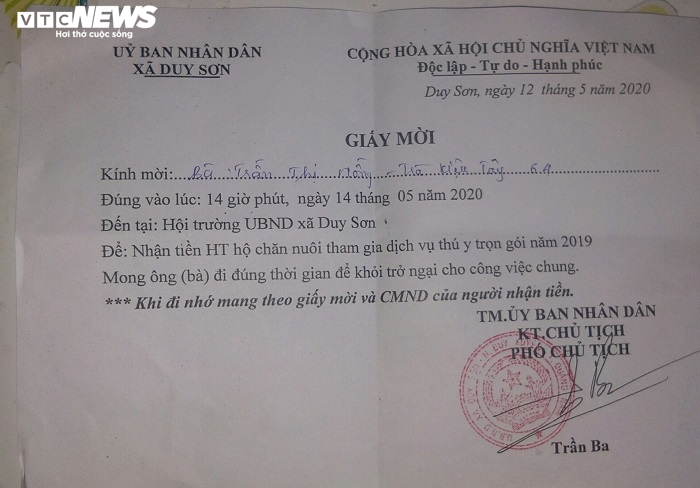 VTC NEWS
Hơi thở cuộc sống
UỶ BAN NHÂN DÂN
XÃ DUY SƠN
CỘNG HÒA XÃ HỘI CHỦ NGHĨA VIỆT NAM
Độc lập - Tự do - Hạnh phúc
Duy Sơn, ngày 12 tháng 5 năm 2020
GIẤY MỜI
Kính mời: Bà Trần Thị - Trà Kiệu Tây
Đúng vào lúc: 14 giờ phút, ngày 14 tháng 05 năm 2020
Đến tại: Hội trường UBND xã Duy Sơn
Để: Nhận tiền HT hộ chăn nuôi tham gia dịch vụ thú y trọn gói năm 2019
Mong ông (bà) đi đúng thời gian để khỏi trở ngại cho công việc chung.
*** Khi đi nhớ mang theo giấy mời và CMND của người nhận tiền.
TM.ỦY BAN NHÂN DÂN
KT.CHỦ TỊCH
PHÓ CHỦ TỊCH
Trần Ba